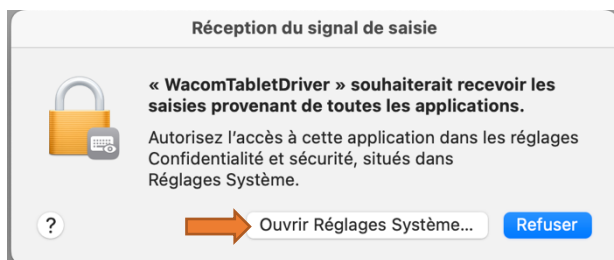 Réception du signal de saisie
« WacomTabletDriver » souhaiterait recevoir les
saisies provenant de toutes les applications.
Autorisez l’accès à cette application dans les réglages
Confidentialité et sécurité, situés dans
Réglages Système.
? Ouvrir Réglages Système... Refuser